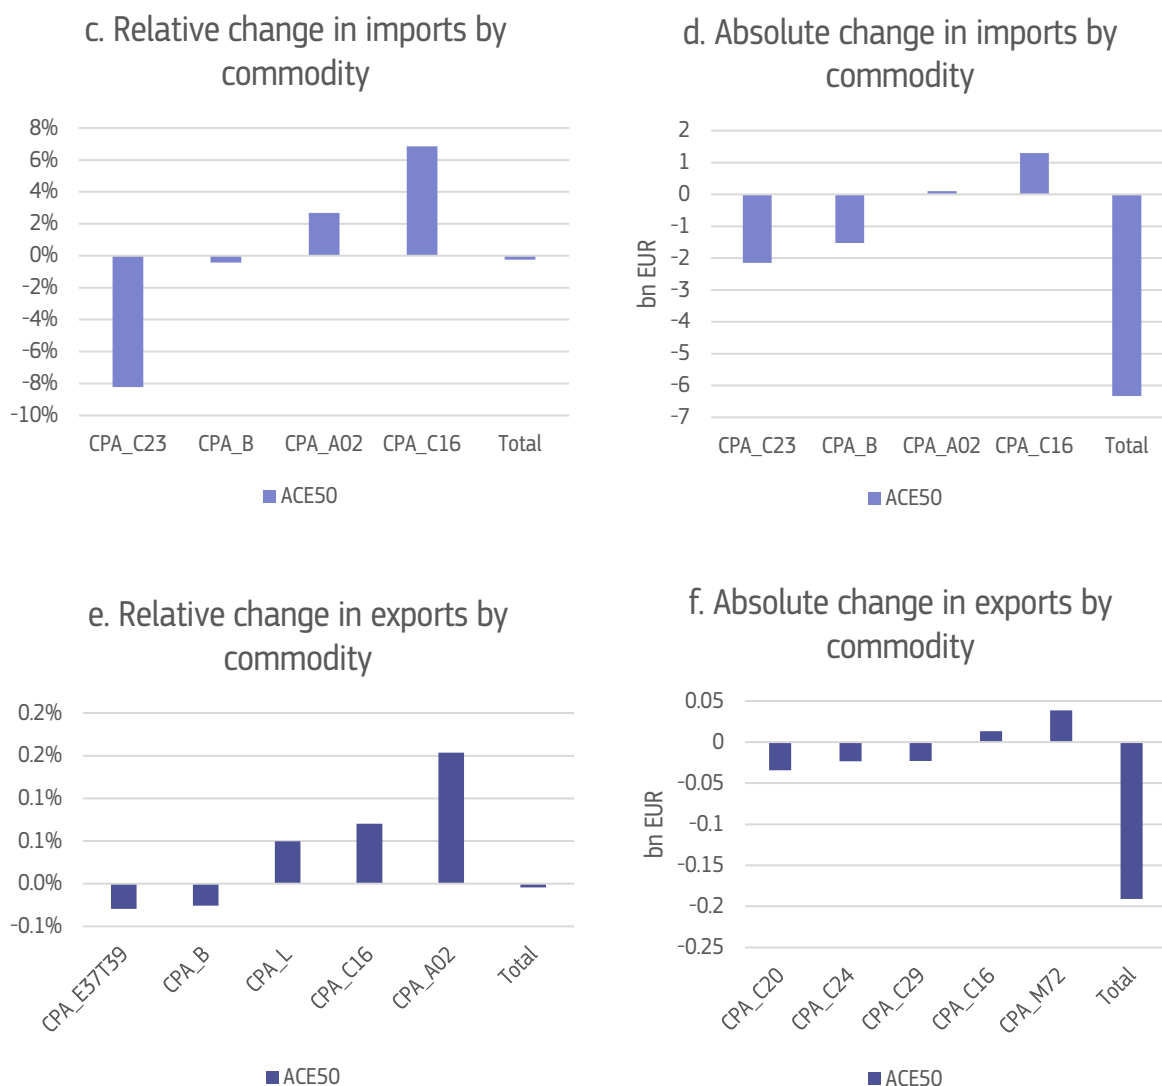 c. Relative change in imports by
commodity
8%
6%
4%
2%
0%
-2%
-4%
-6%
-8%
-10%
CPA_C23 CPA_B CPA_A02 CPA_C16 Total
ACE50
d. Absolute change in imports by
commodity
bn EUR
2
1
0
-1
-2
-3
-4
-5
-6
-7
CPA_C23 CPA_B CPA_A02 CPA_C16 Total
ACE50
e. Relative change in exports by
commodity
0.2%
0.2%
0.1%
0.1%
0.0%
-0.1%
CPA_E37T39 CPA_B CPA_L CPA_C16 CPA_A02 Total
ACE50
f. Absolute change in exports by
commodity
bn EUR
0.05
0
-0.05
-0.1
-0.15
-0.2
-0.25
CPA_C20 CPA_C24 CPA_C29 CPA_C16 CPA_M72 Total
ACE50